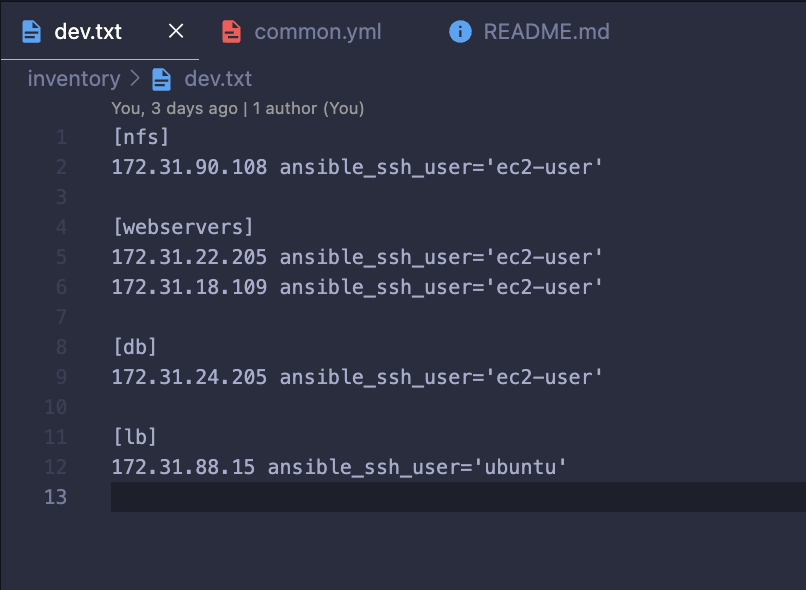 dev.txt
common.yml
README.md
inventory > dev.txt
You, 3 days ago | 1 author (You)
1 [nfs]
2 172.31.90.108 ansible_ssh_user='ec2-user'
3
4 [webservers]
5 172.31.22.205 ansible_ssh_user='ec2-user'
6 172.31.18.109 ansible_ssh_user='ec2-user'
7
8 [db]
9 172.31.24.205 ansible_ssh_user='ec2-user'
10
11 [lb]
12 172.31.88.15 ansible_ssh_user='ubuntu'
13